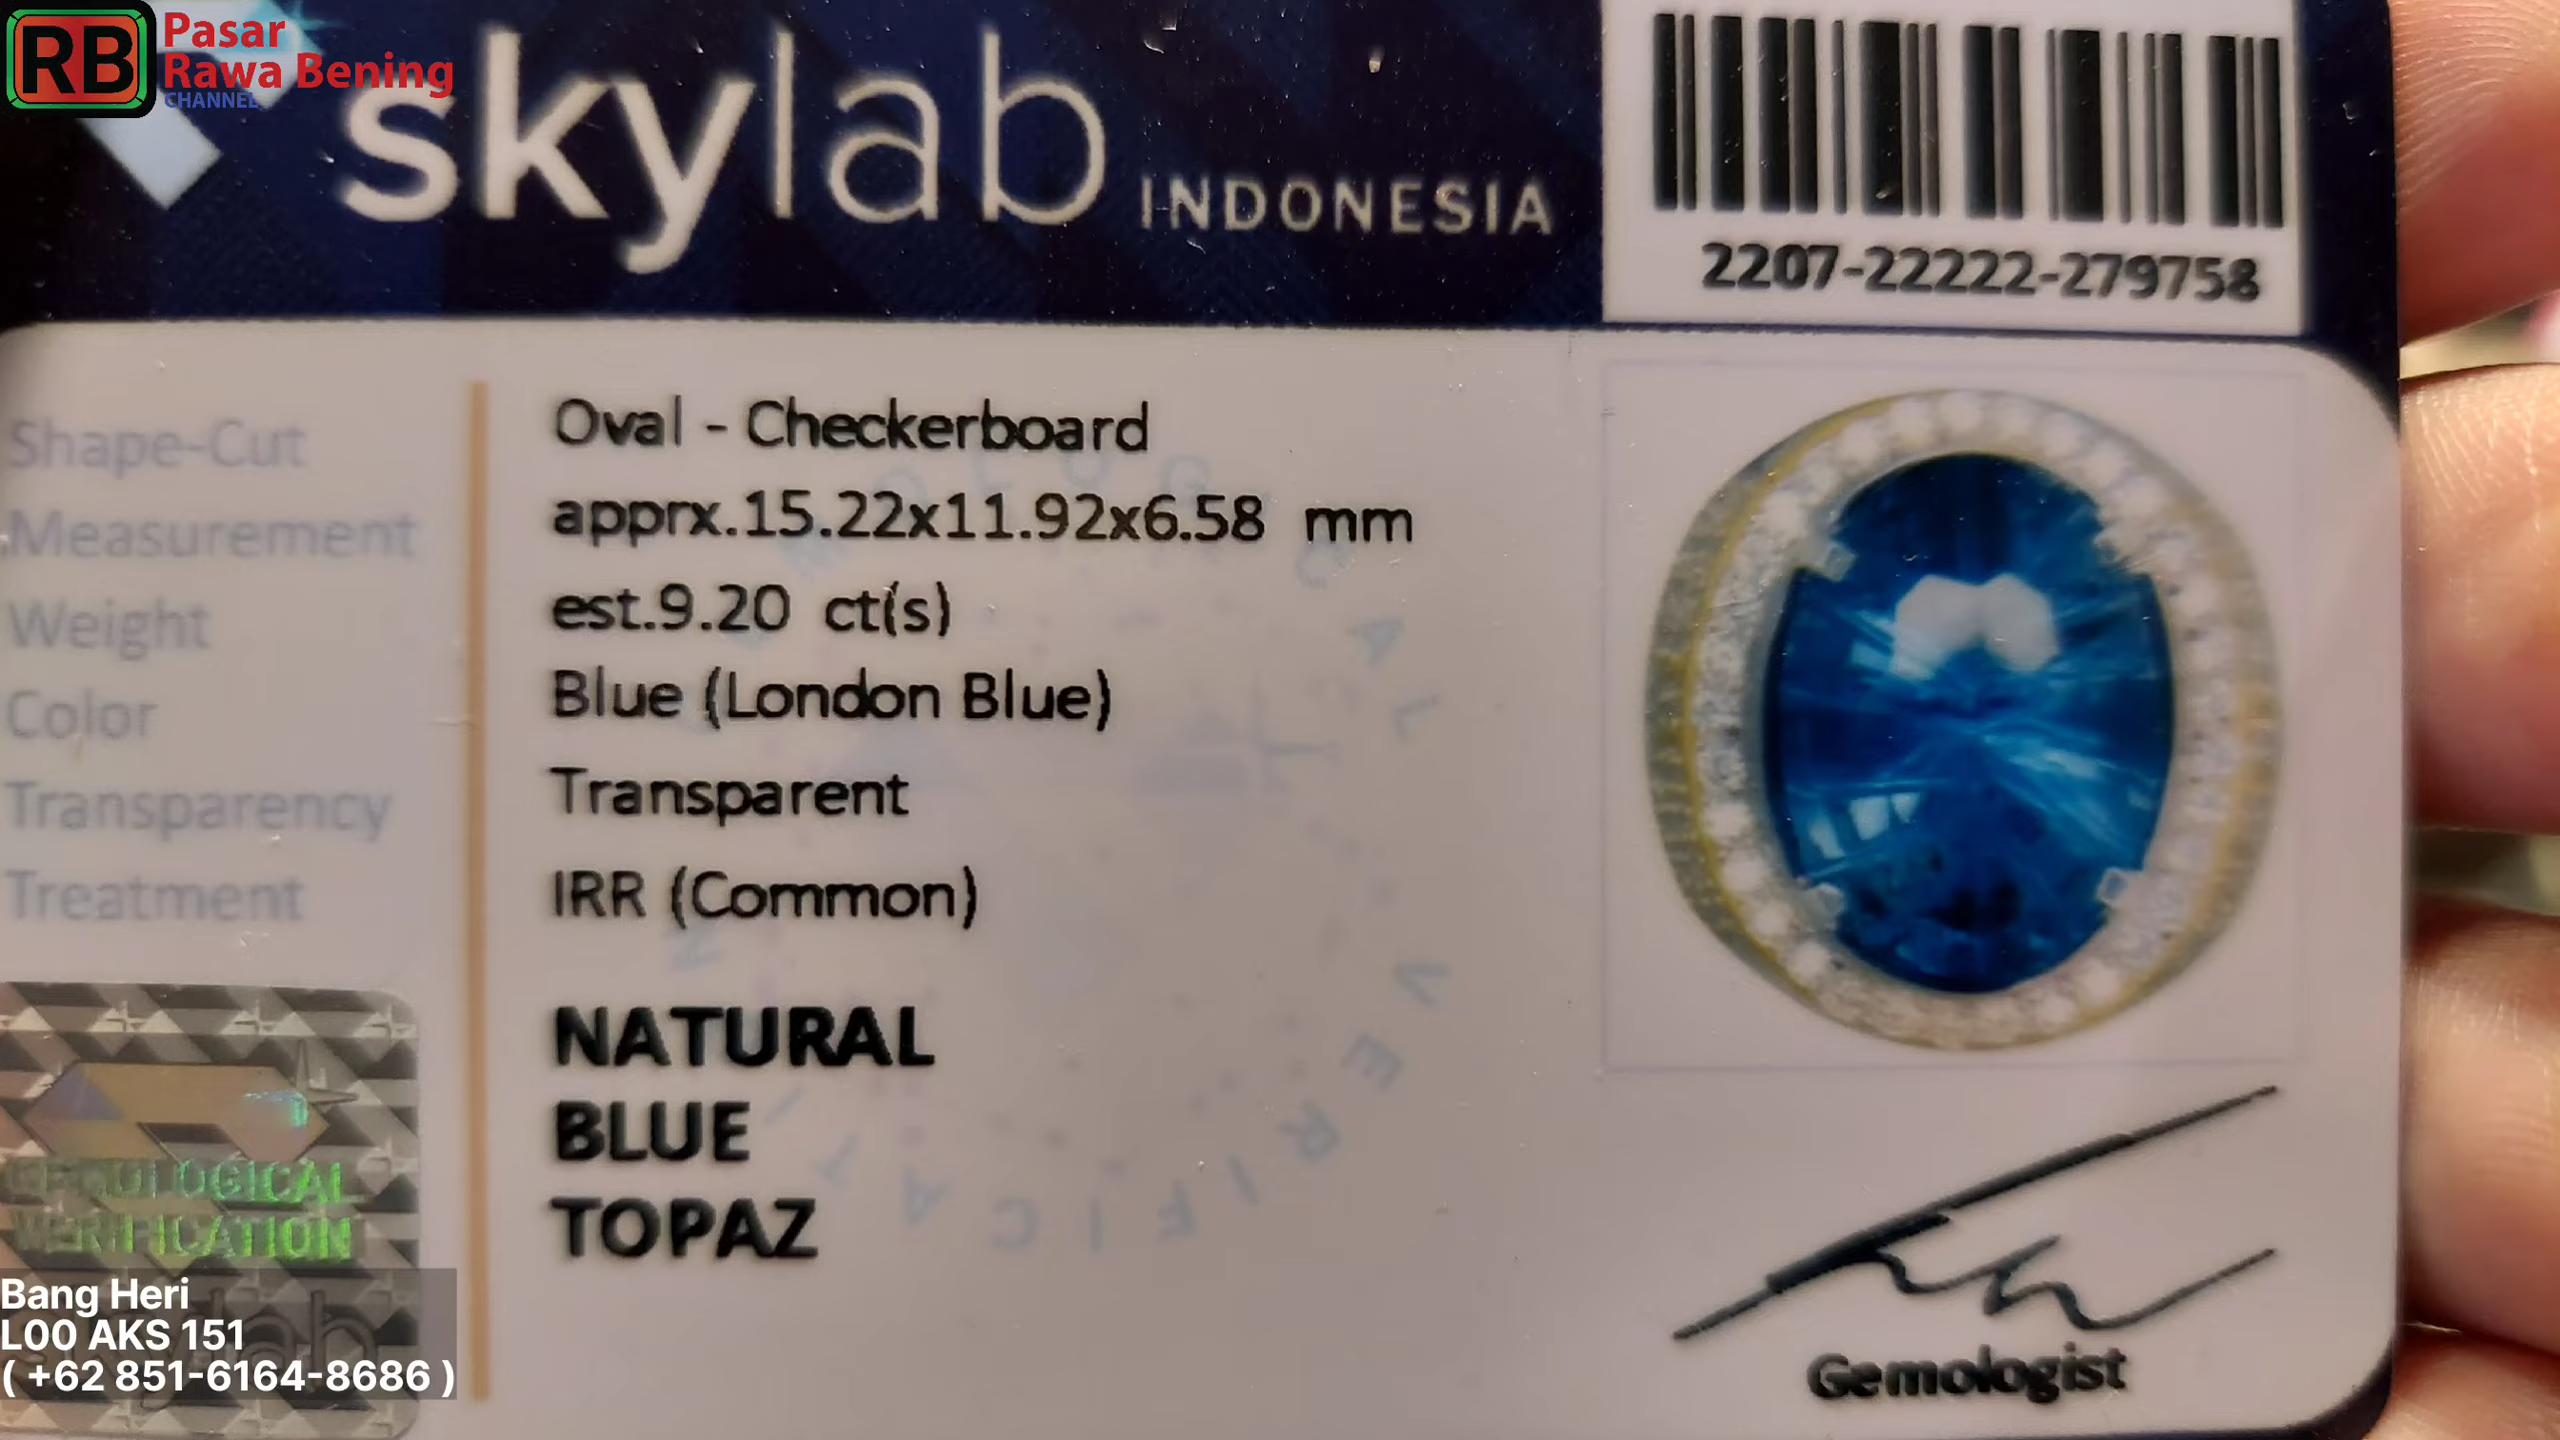 RB Pasar
Rawa Bening
CHANNEL
skylab INDONESIA
2207-22222-279758
Shape-Cut Oval - Checkerboard
Measurement apprx.15.22x11.92x6.58 mm
Weight est.9.20 ct(s)
Color Blue (London Blue)
Transparency Transparent
Treatment IRR (Common)
NATURAL
BLUE
TOPAZ
GEMOLOGICAL
VERIFICATION
skylab
Gemologist
Bang Heri
L00 AKS 151
( +62 851-6164-8686 )